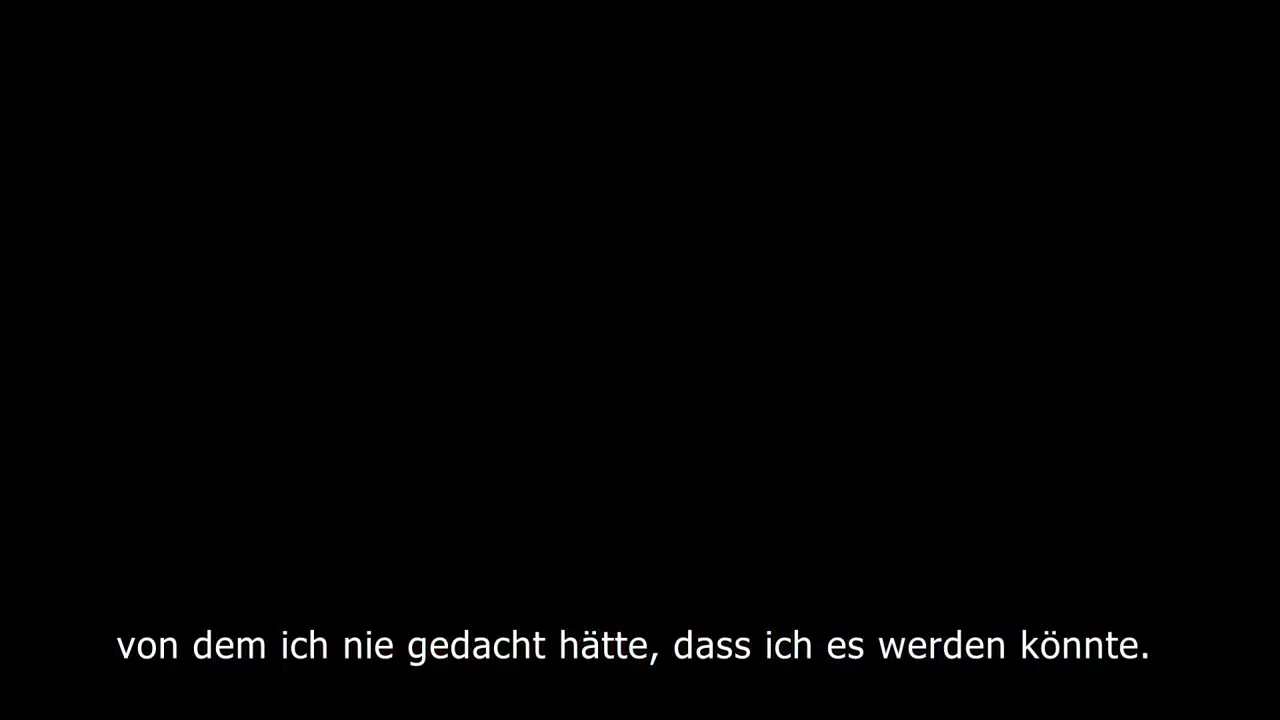 von dem ich nie gedacht hätte, dass ich es werden könnte.